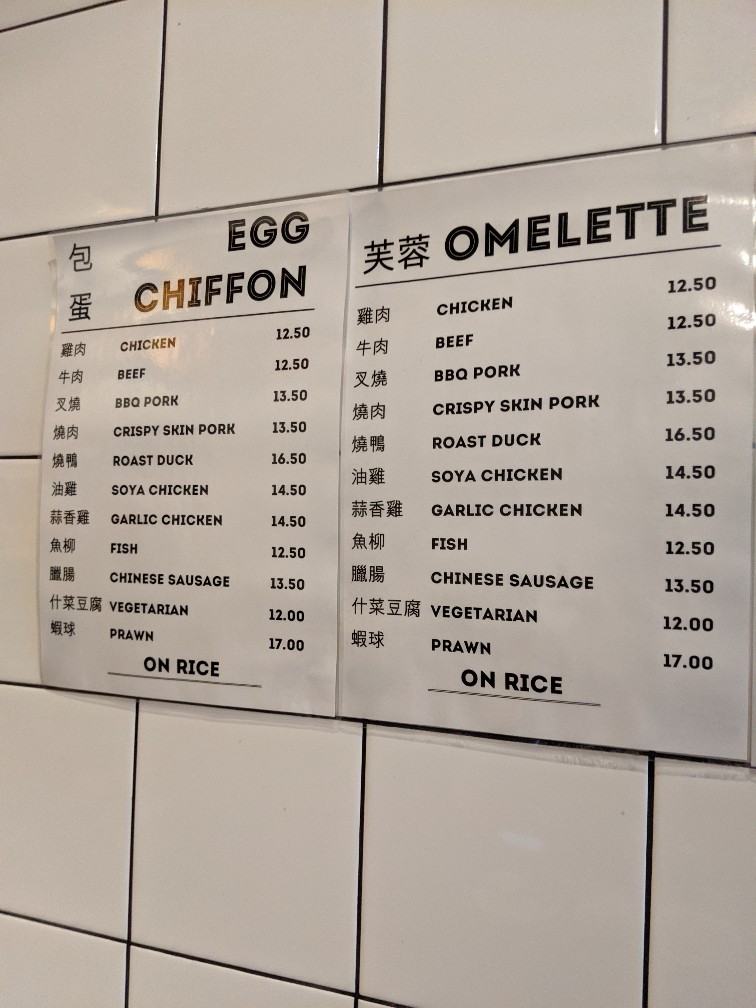 包 EGG
蛋 CHIFFON
雞肉 CHICKEN 12.50
牛肉 BEEF 12.50
叉燒 BBQ PORK 13.50
燒肉 CRISPY SKIN PORK 13.50
燒鴨 ROAST DUCK 16.50
油雞 SOYA CHICKEN 14.50
蒜香雞 GARLIC CHICKEN 14.50
魚柳 FISH 12.50
臘腸 CHINESE SAUSAGE 13.50
什菜豆腐 VEGETARIAN 12.00
蝦球 PRAWN 17.00
ON RICE
芙蓉 OMELETTE
雞肉 CHICKEN 12.50
牛肉 BEEF 12.50
叉燒 BBQ PORK 13.50
燒肉 CRISPY SKIN PORK 13.50
燒鴨 ROAST DUCK 16.50
油雞 SOYA CHICKEN 14.50
蒜香雞 GARLIC CHICKEN 14.50
魚柳 FISH 12.50
臘腸 CHINESE SAUSAGE 13.50
什菜豆腐 VEGETARIAN 12.00
蝦球 PRAWN 17.00
ON RICE